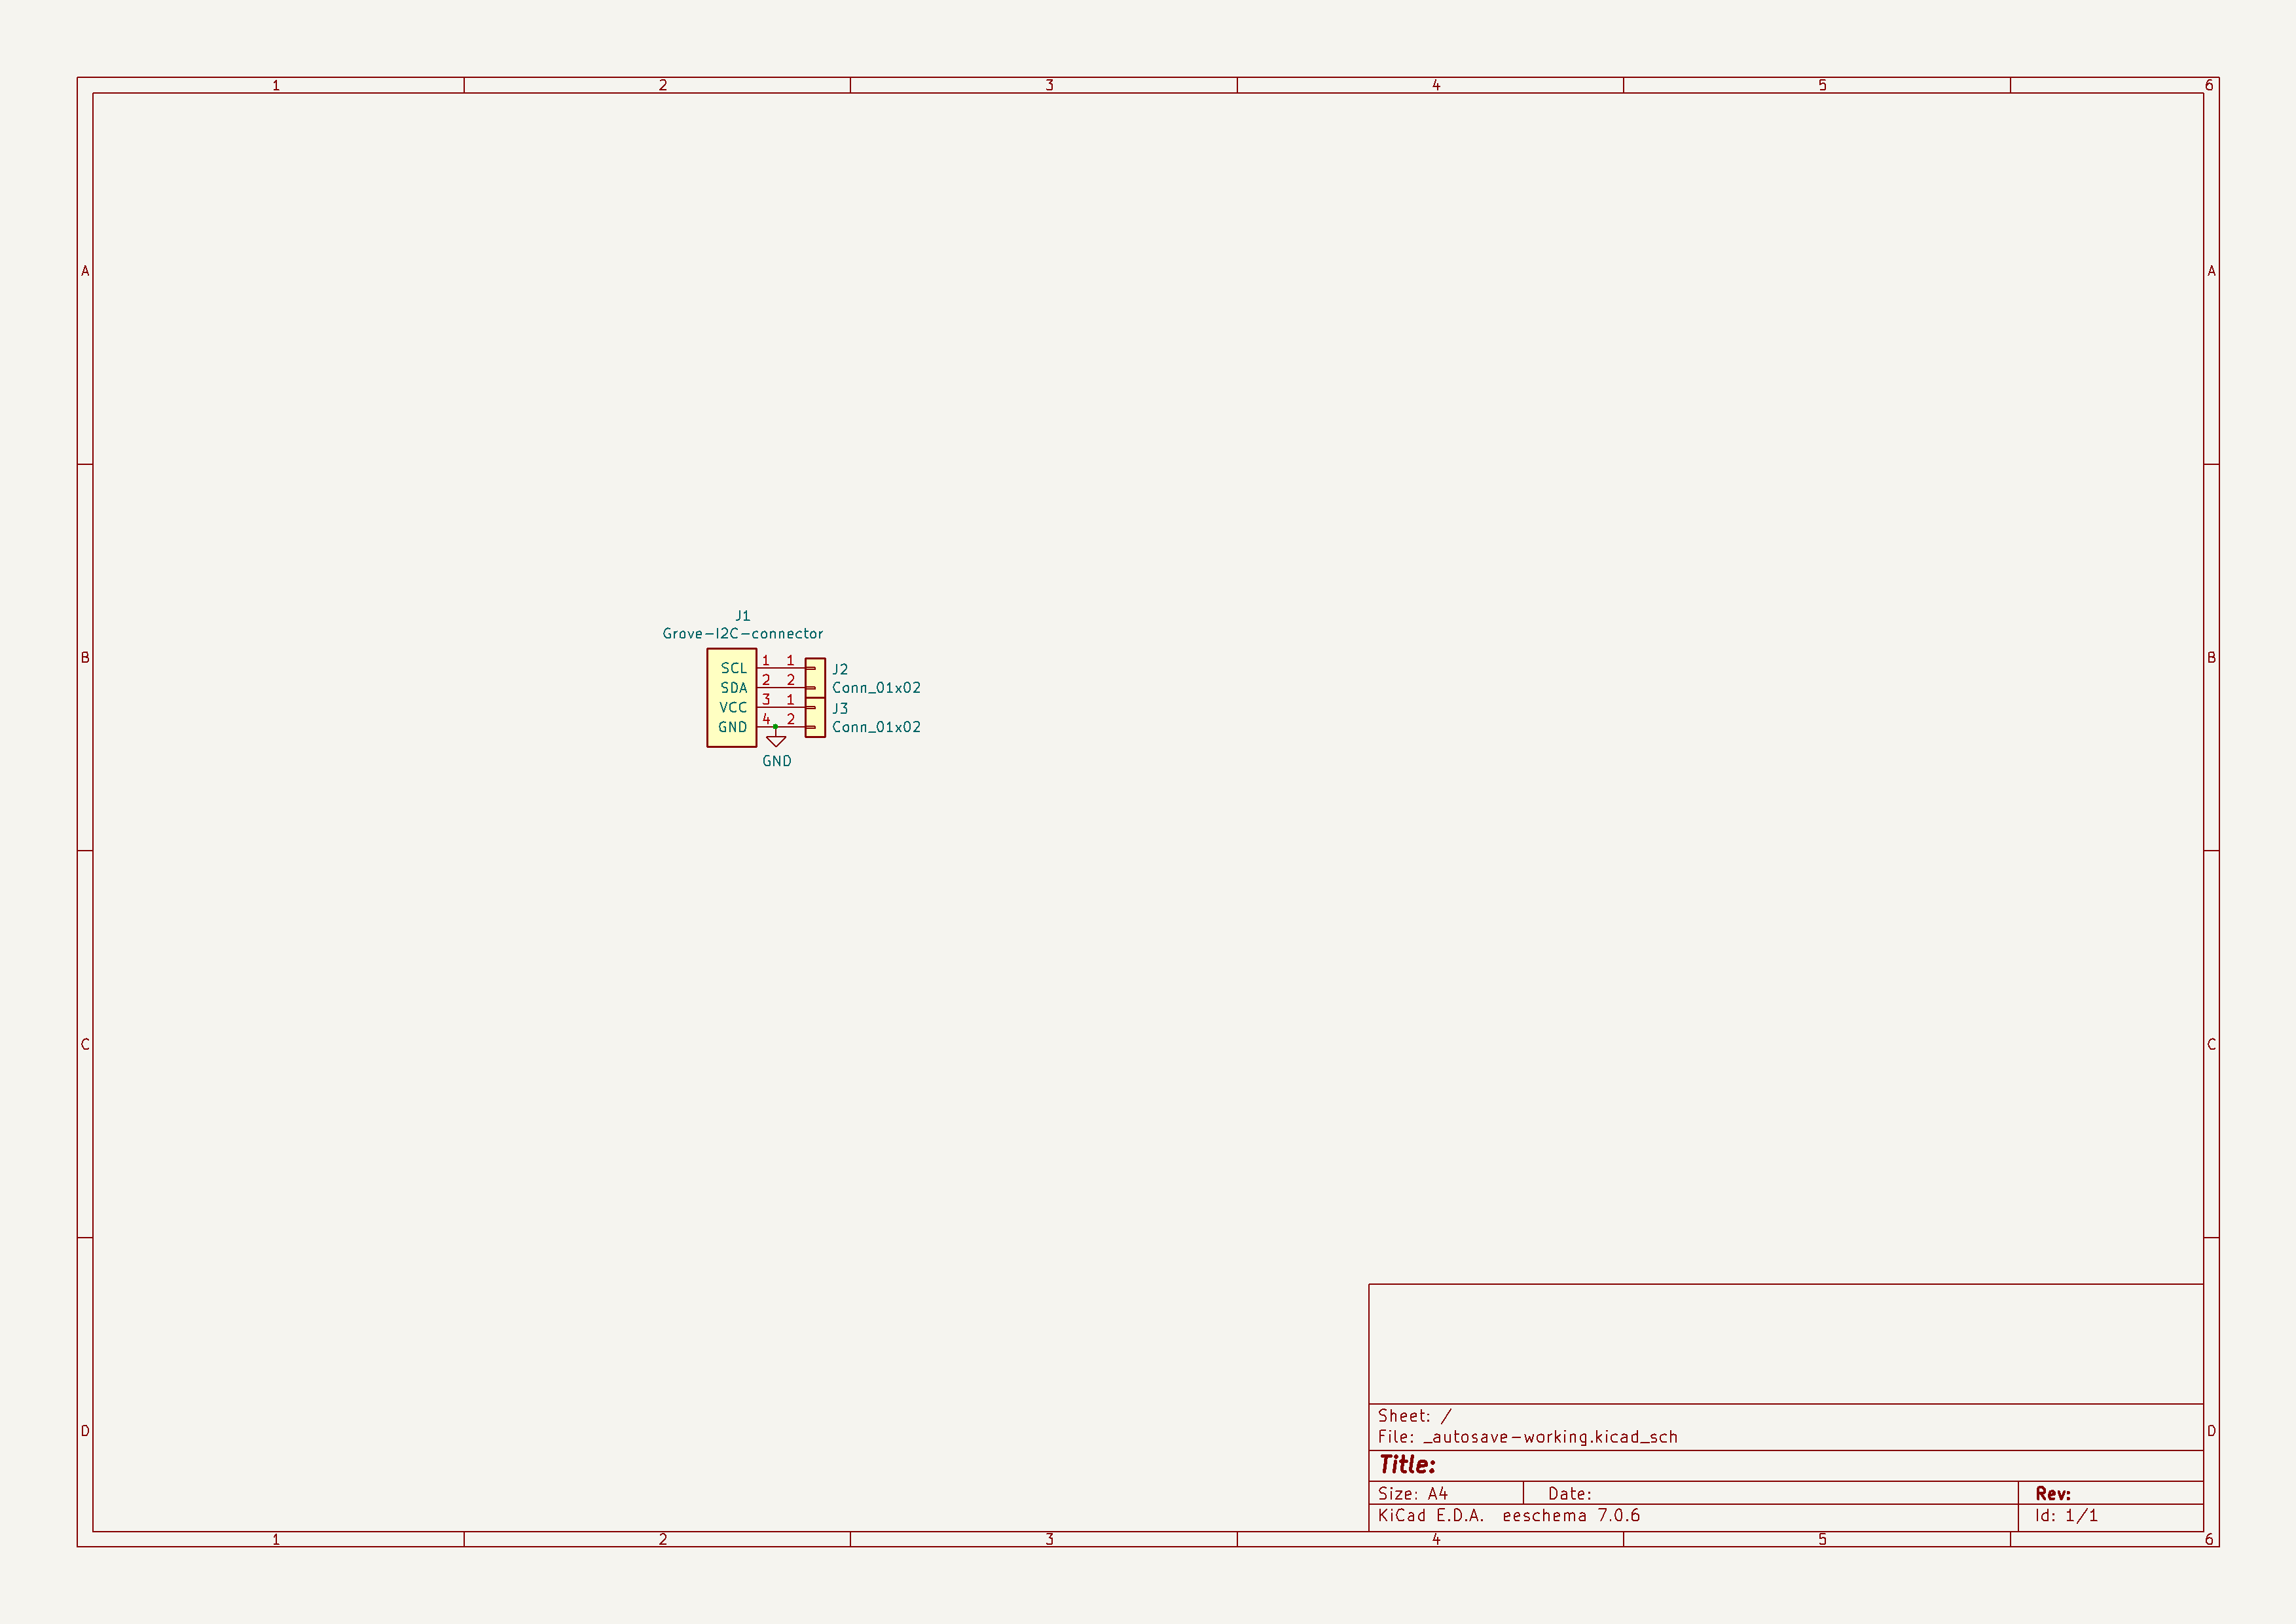 1 2 3 4 5 6
A A
J1
Grove-I2C-connector
B B
SCL 1 1 J2
SDA 2 2 Conn_01x02
VCC 3 1 J3
GND 4 2 Conn_01x02
GND
C C
Sheet: /
D D
File: _autosave-working.kicad_sch
Title:
Size: A4 Date: Rev:
KiCad E.D.A. eeschema 7.0.6 Id: 1/1
1 2 3 4 5 6